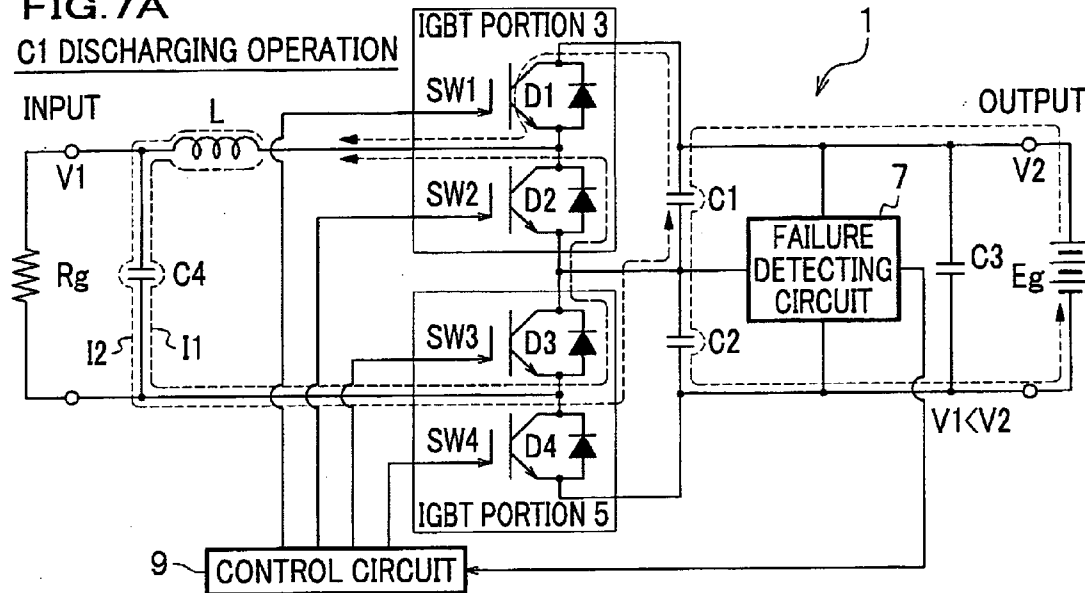 FIG. 7A
C1 DISCHARGING OPERATION
IGBT PORTION 3
1
INPUT
OUTPUT
L
SW1
D1
V1
V2
SW2
D2
C1
7
FAILURE
DETECTING
CIRCUIT
Rg
C4
C3
Eg
I2
I1
SW3
D3
C2
V1<V2
SW4
D4
IGBT PORTION 5
9
CONTROL CIRCUIT